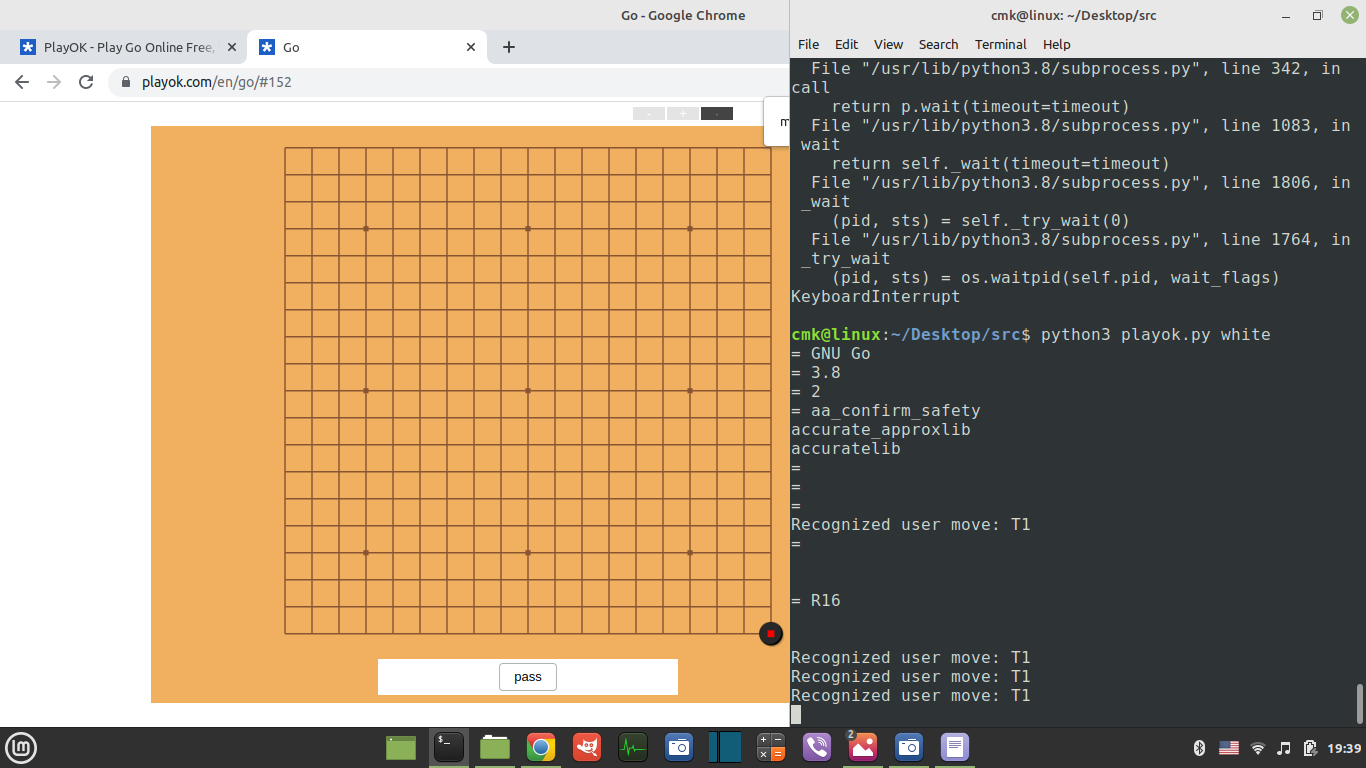 Go - Google Chrome
PlayOK - Play Go Online Free,
Go
playok.com/en/go/#152
-
+
pass
cmk@linux: ~/Desktop/src
File Edit View Search Terminal Help
  File "/usr/lib/python3.8/subprocess.py", line 342, in
call
    return p.wait(timeout=timeout)
  File "/usr/lib/python3.8/subprocess.py", line 1083, in
 wait
    return self._wait(timeout=timeout)
  File "/usr/lib/python3.8/subprocess.py", line 1806, in
 _wait
    (pid, sts) = self._try_wait(0)
  File "/usr/lib/python3.8/subprocess.py", line 1764, in
 _try_wait
    (pid, sts) = os.waitpid(self.pid, wait_flags)
KeyboardInterrupt
cmk@linux:~/Desktop/src$ python3 playok.py white
= GNU Go
= 3.8
= 2
= aa_confirm_safety
accurate_approxlib
accuratelib
=
=
=
Recognized user move: T1
=
= R16
Recognized user move: T1
Recognized user move: T1
Recognized user move: T1
$_
2
19:39